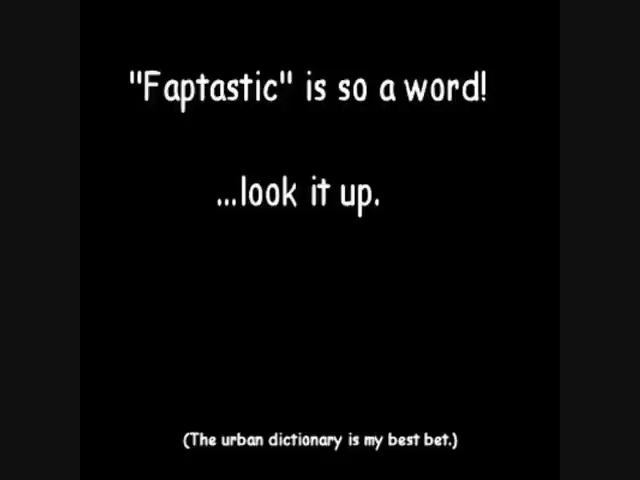 "Faptastic" is so a word!
...look it up.
(The urban dictionary is my best bet.)